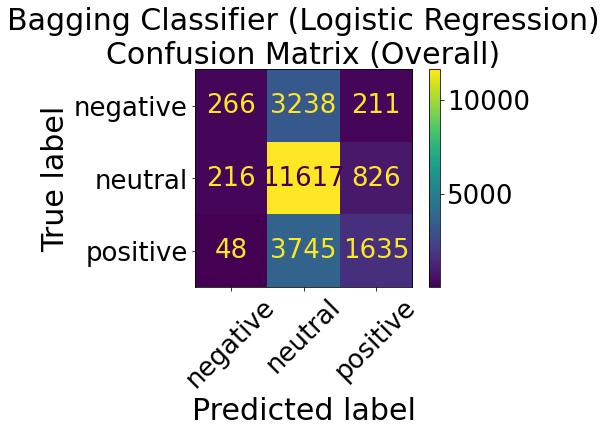 Bagging Classifier (Logistic Regression)
Confusion Matrix (Overall)
negative 266 3238 211
10000
neutral 216 11617 826
5000
positive 48 3745 1635
True label
negative neutral positive
Predicted label